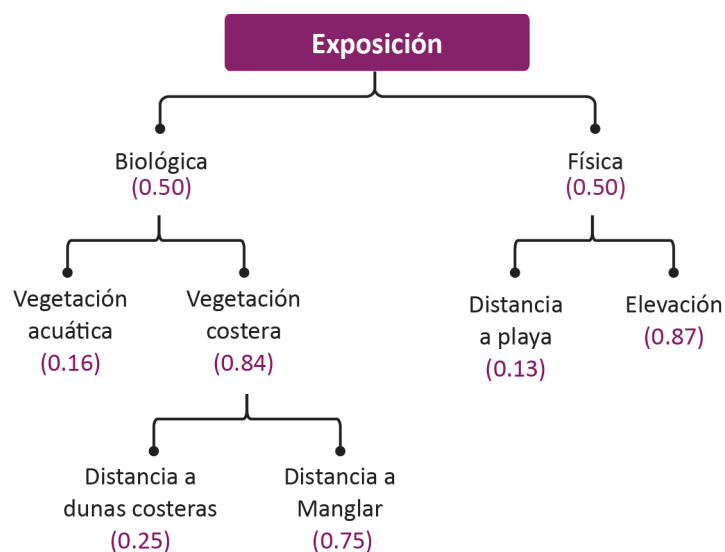 Exposición
Biológica
(0.50)
Física
(0.50)
Vegetación
acuática
(0.16)
Vegetación
costera
(0.84)
Distancia
a playa
(0.13)
Elevación
(0.87)
Distancia a
dunas costeras
(0.25)
Distancia a
Manglar
(0.75)